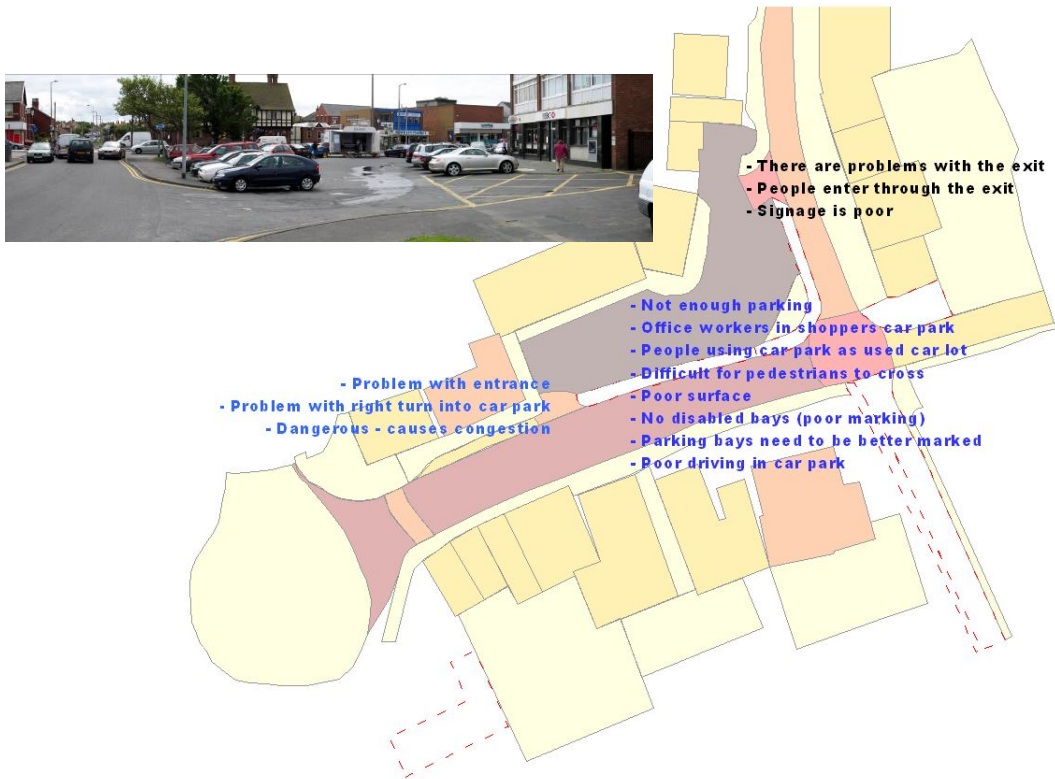 HSBC
- There are problems with the exit
- People enter through the exit
- Signage is poor
- Not enough parking
- Office workers in shoppers car park
- People using car park as used car lot
- Difficult for pedestrians to cross
- Poor surface
- No disabled bays (poor marking)
- Parking bays need to be better marked
- Poor driving in car park
- Problem with entrance
- Problem with right turn into car park
- Dangerous - causes congestion